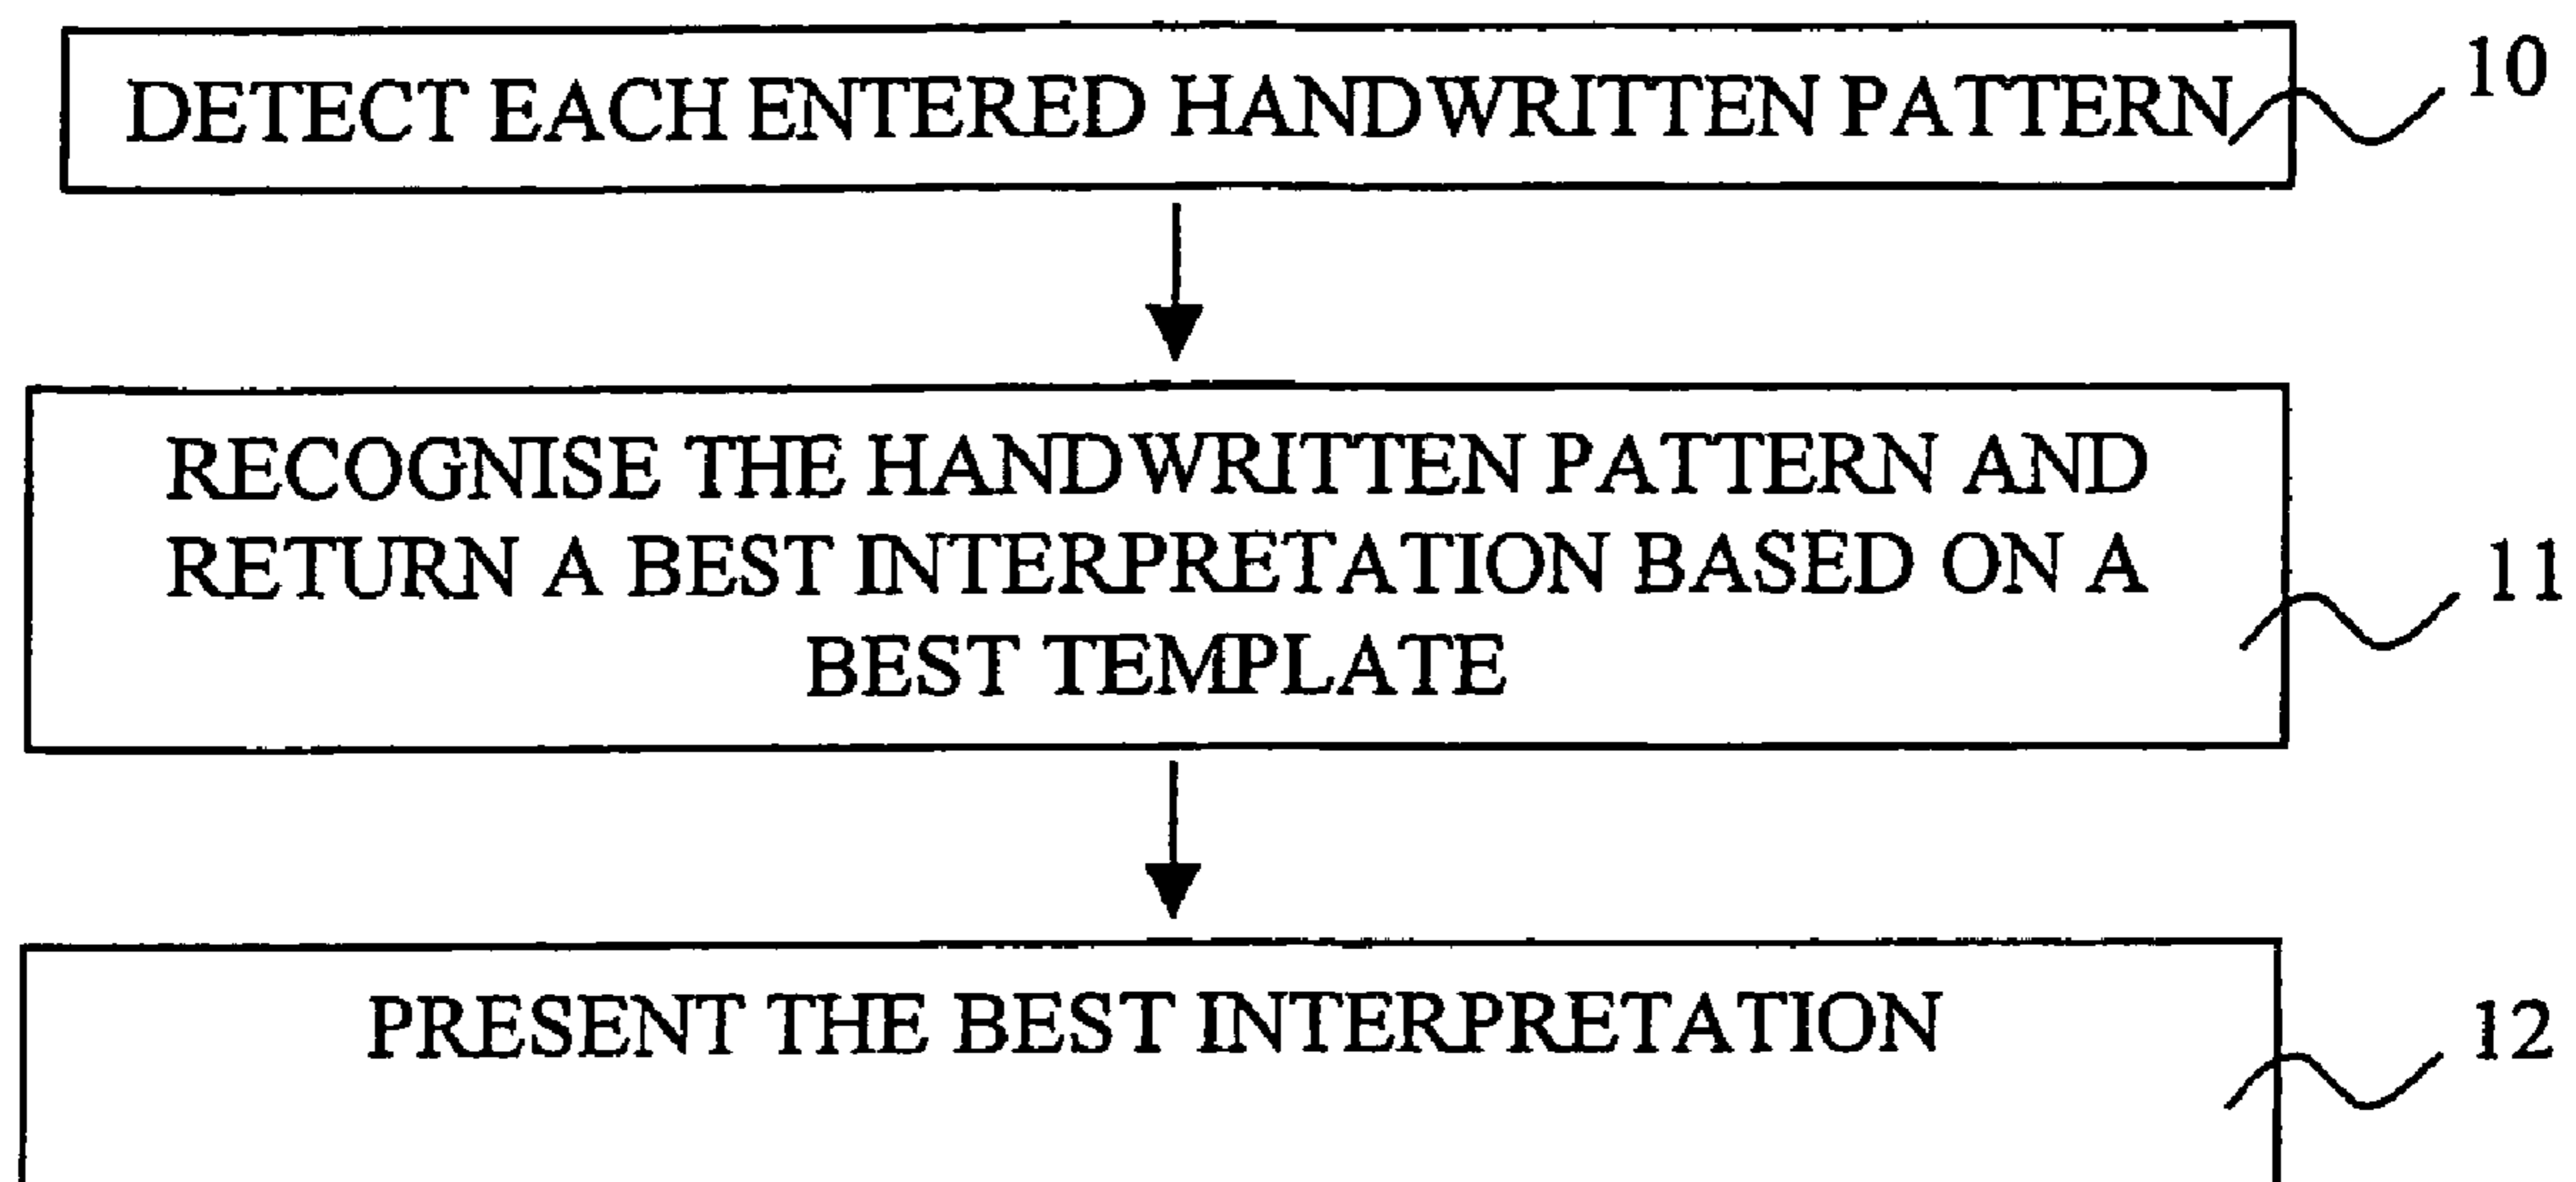 DETECT EACH ENTERED HANDWRITTEN PATTERN
10
RECOGNISE THE HANDWRITTEN PATTERN AND
RETURN A BEST INTERPRETATION BASED ON A
BEST TEMPLATE
11
PRESENT THE BEST INTERPRETATION
12